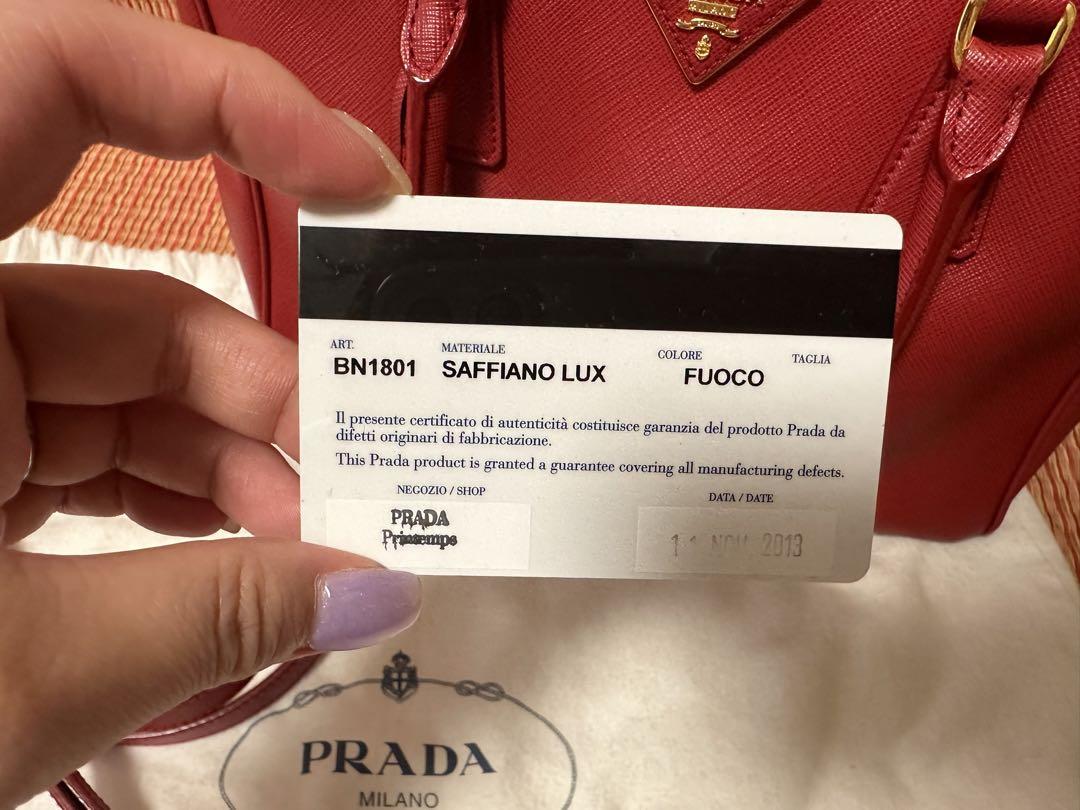 MILANO
ART. MATERIALE COLORE TAGLIA
BN1801 SAFFIANO LUX FUOCO
Il presente certificato di autenticità costituisce garanzia del prodotto Prada da
difetti originari di fabbricazione.
This Prada product is granted a guarantee covering all manufacturing defects.
NEGOZIO / SHOP DATA / DATE
PRADA
Printemps
11 NOV. 2013
PRADA
MILANO